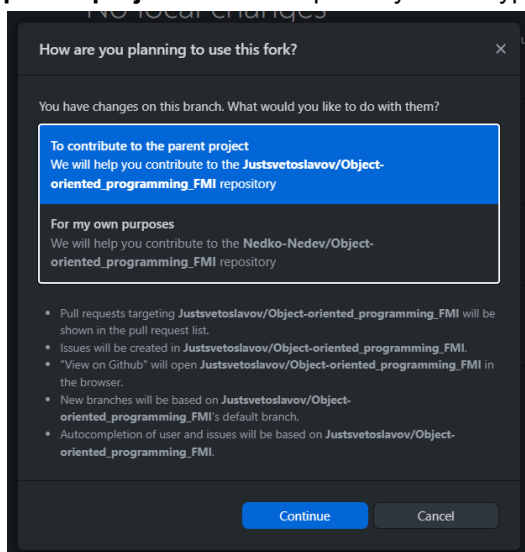 No local changes
How are you planning to use this fork?
You have changes on this branch. What would you like to do with them?
To contribute to the parent project
We will help you contribute to the Justsvetoslavov/Object-
oriented_programming_FMI repository
For my own purposes
We will help you contribute to the Nedko-Nedev/Object-
oriented_programming_FMI repository
• Pull requests targeting Justsvetoslavov/Object-oriented_programming_FMI will be
shown in the pull request list.
• Issues will be created in Justsvetoslavov/Object-oriented_programming_FMI.
• "View on Github" will open Justsvetoslavov/Object-oriented_programming_FMI in
the browser.
• New branches will be based on Justsvetoslavov/Object-
oriented_programming_FMI's default branch.
• Autocompletion of user and issues will be based on Justsvetoslavov/Object-
oriented_programming_FMI.
Continue Cancel